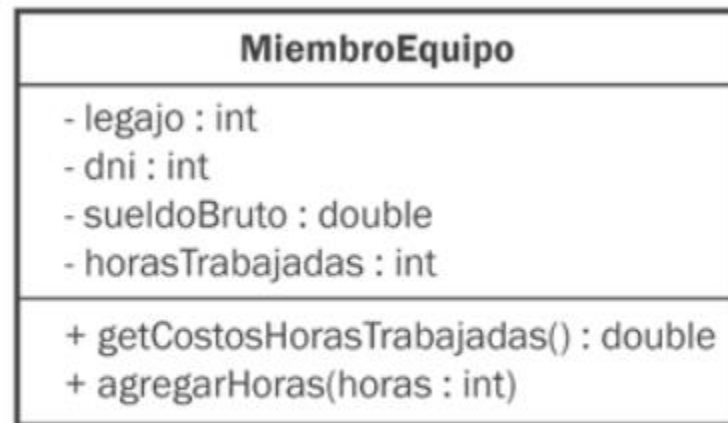 MiembroEquipo
- legajo : int
- dni : int
- sueldoBruto : double
- horasTrabajadas : int
+ getCostosHorasTrabajadas() : double
+ agregarHoras(horas : int)